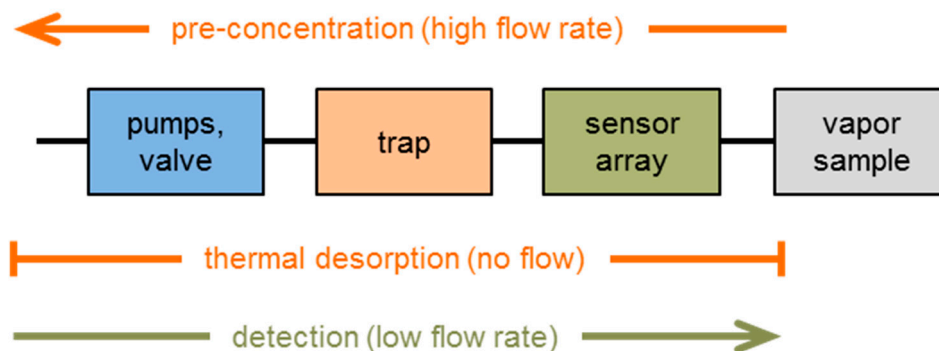 pre-concentration (high flow rate)
pumps,
valve
trap
sensor
array
vapor
sample
thermal desorption (no flow)
detection (low flow rate)